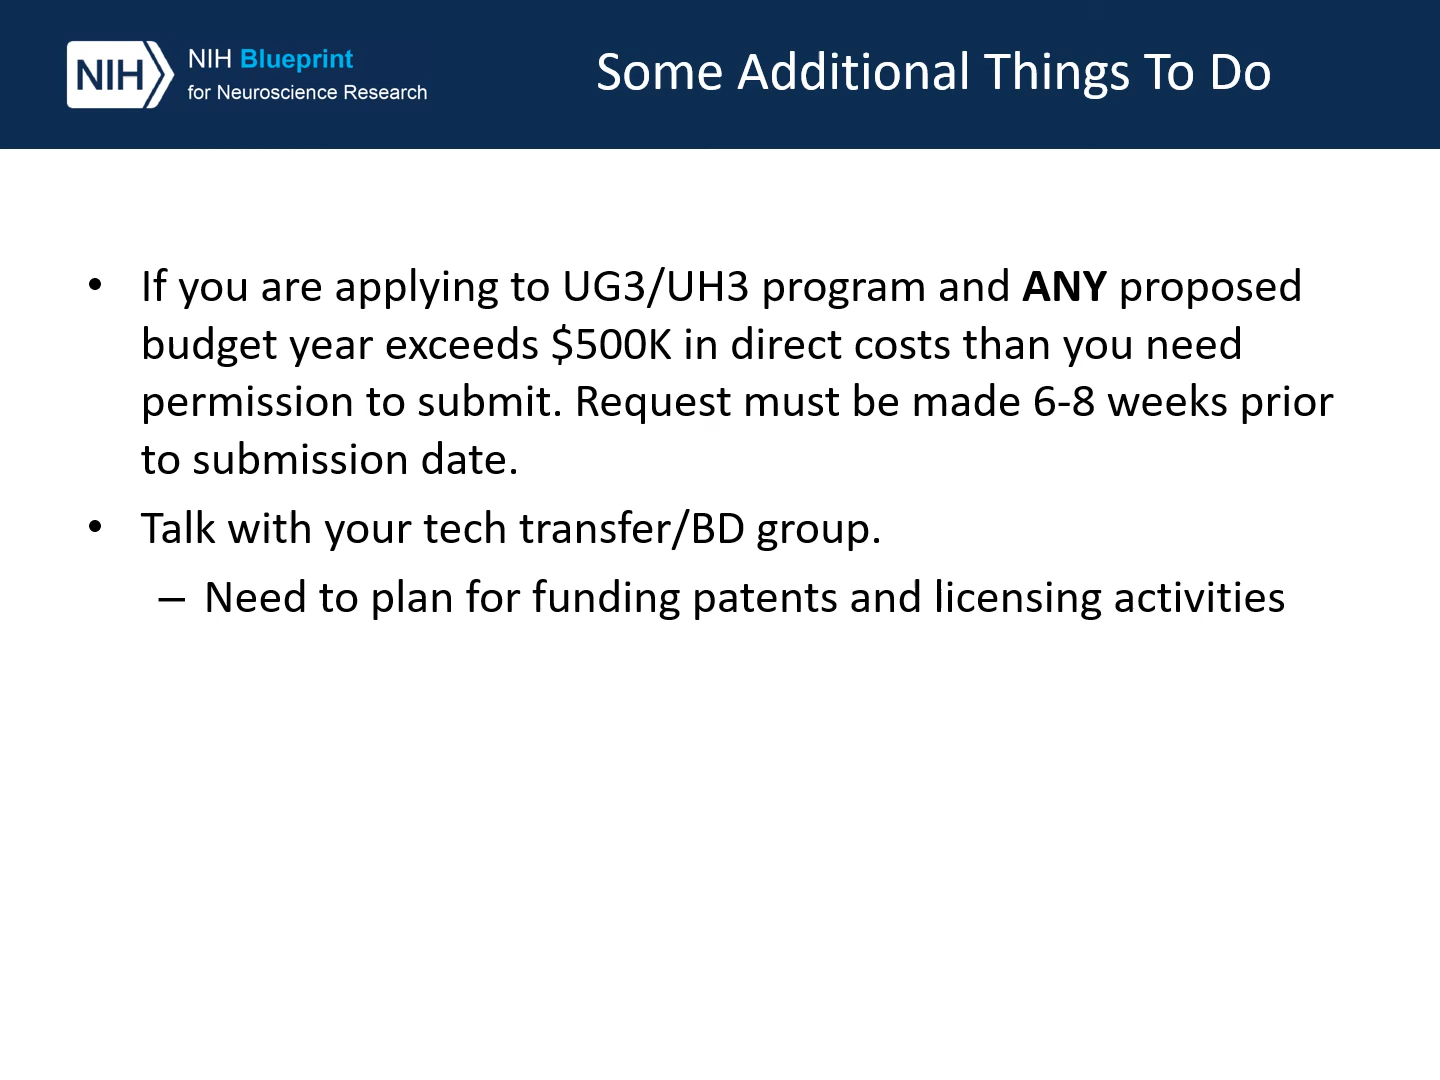 NIH
NIH Blueprint
for Neuroscience Research
Some Additional Things To Do
• If you are applying to UG3/UH3 program and ANY proposed
budget year exceeds $500K in direct costs than you need
permission to submit. Request must be made 6-8 weeks prior
to submission date.
• Talk with your tech transfer/BD group.
– Need to plan for funding patents and licensing activities